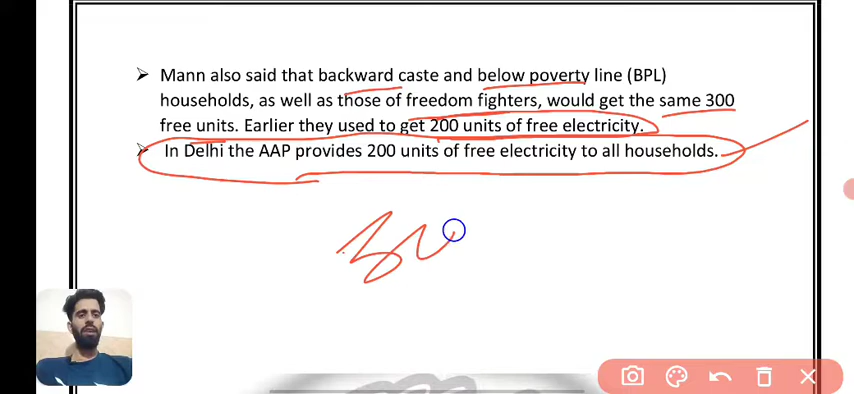 ➢ Mann also said that backward caste and below poverty line (BPL)
households, as well as those of freedom fighters, would get the same 300
free units. Earlier they used to get 200 units of free electricity.
➢ In Delhi the AAP provides 200 units of free electricity to all households.